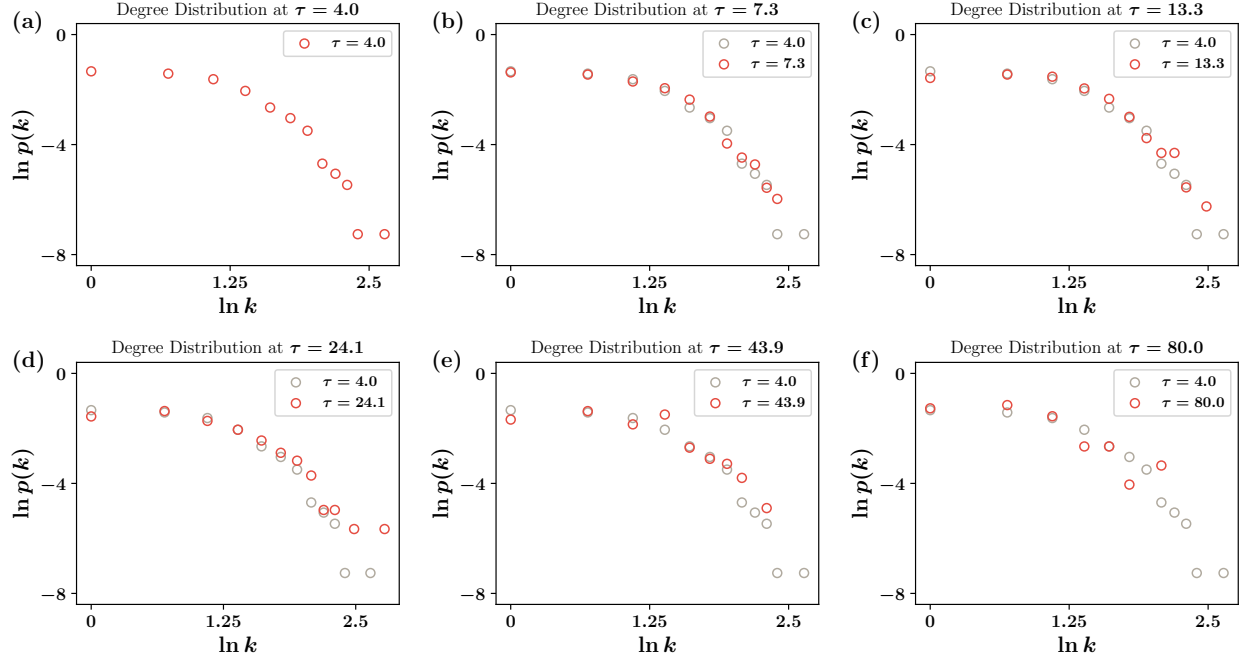 (a)
Degree Distribution at τ = 4.0
0
−4
−8
ln p(k)
τ = 4.0
0
1.25
2.5
ln k
(b)
Degree Distribution at τ = 7.3
0
−4
−8
ln p(k)
τ = 4.0
τ = 7.3
0
1.25
2.5
ln k
(c)
Degree Distribution at τ = 13.3
0
−4
−8
ln p(k)
τ = 4.0
τ = 13.3
0
1.25
2.5
ln k
(d)
Degree Distribution at τ = 24.1
0
−4
−8
ln p(k)
τ = 4.0
τ = 24.1
0
1.25
2.5
ln k
(e)
Degree Distribution at τ = 43.9
0
−4
−8
ln p(k)
τ = 4.0
τ = 43.9
0
1.25
2.5
ln k
(f)
Degree Distribution at τ = 80.0
0
−4
−8
ln p(k)
τ = 4.0
τ = 80.0
0
1.25
2.5
ln k